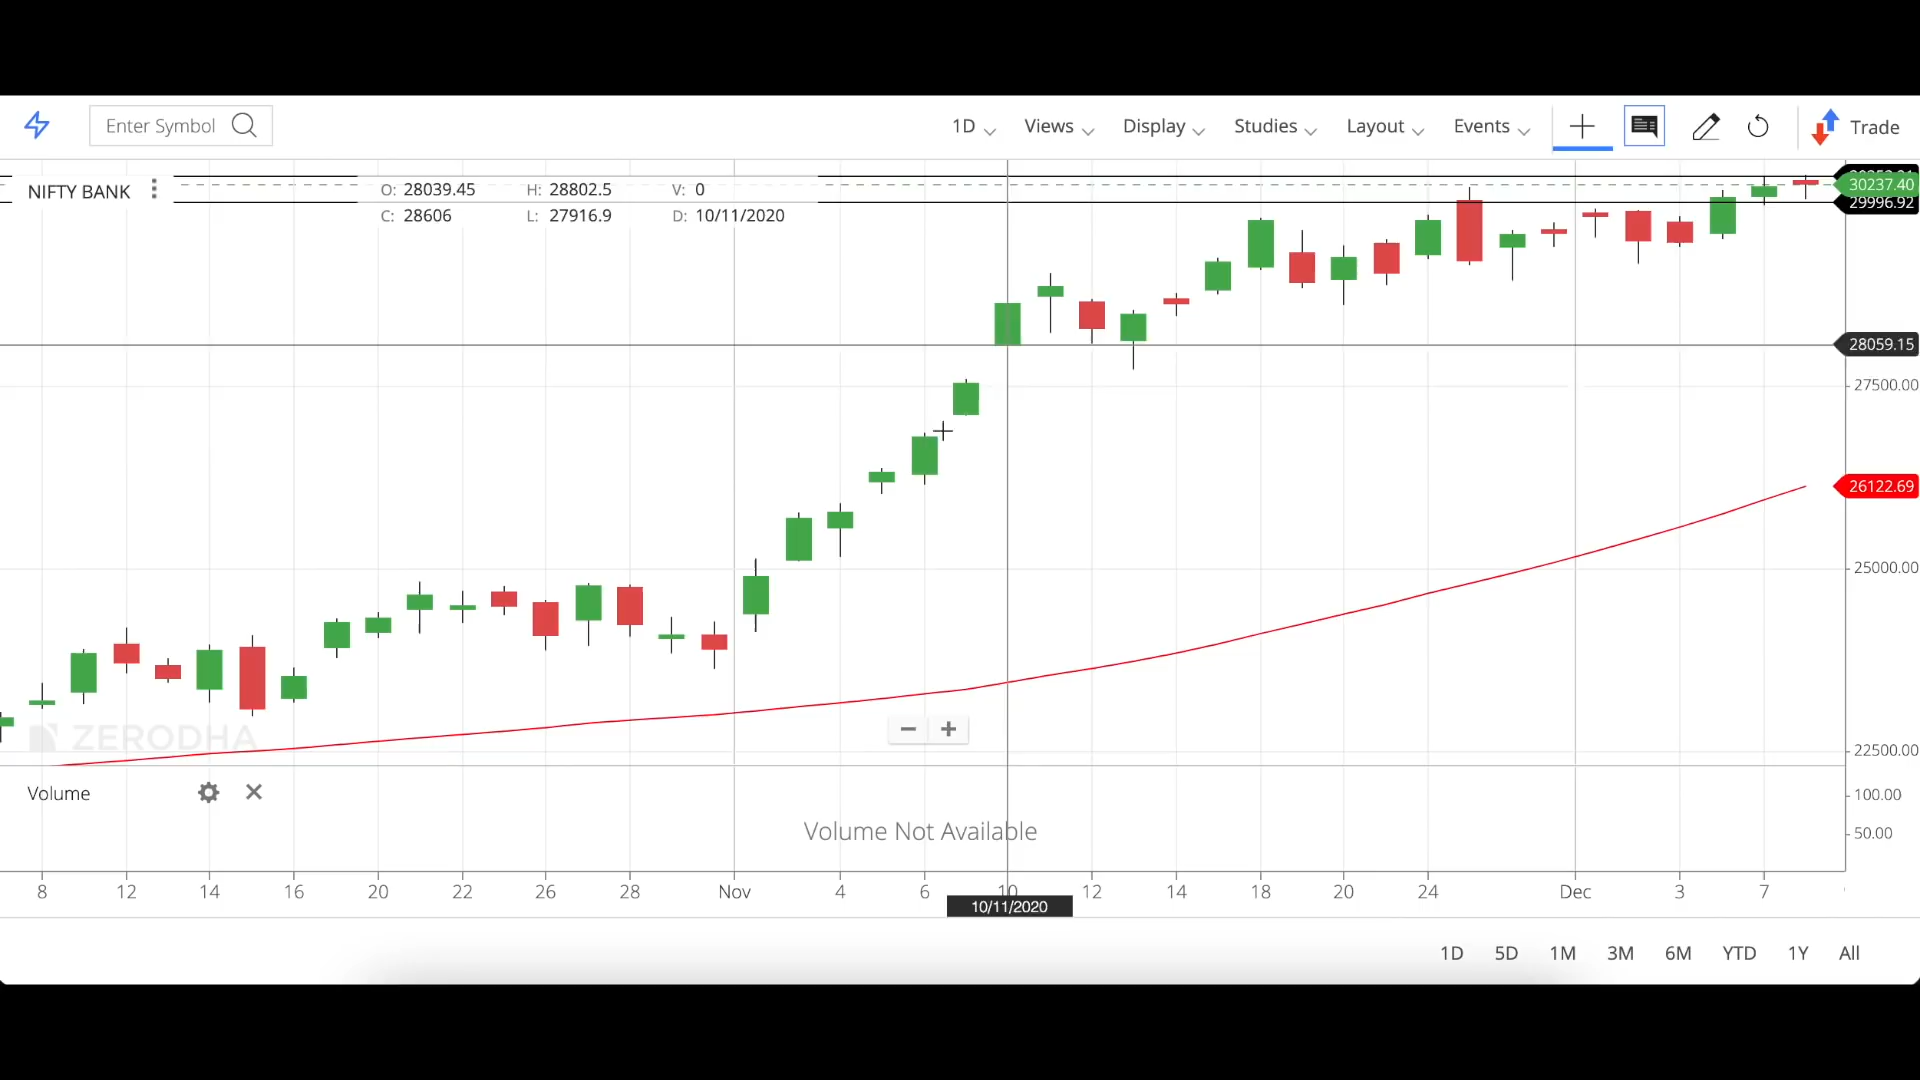 Enter Symbol
1D
Views
Display
Studies
Layout
Events
Trade
NIFTY BANK
O: 28039.45 H: 28802.5 V: 0
C: 28606 L: 27916.9 D: 10/11/2020
30237.40
29996.92
28059.15
27500.00
26122.69
25000.00
22500.00
ZERODHA
Volume
100.00
50.00
Volume Not Available
8 12 14 16 20 22 26 28 Nov 4 6 10 12 14 18 20 24 Dec 3 7
10/11/2020
1D 5D 1M 3M 6M YTD 1Y All